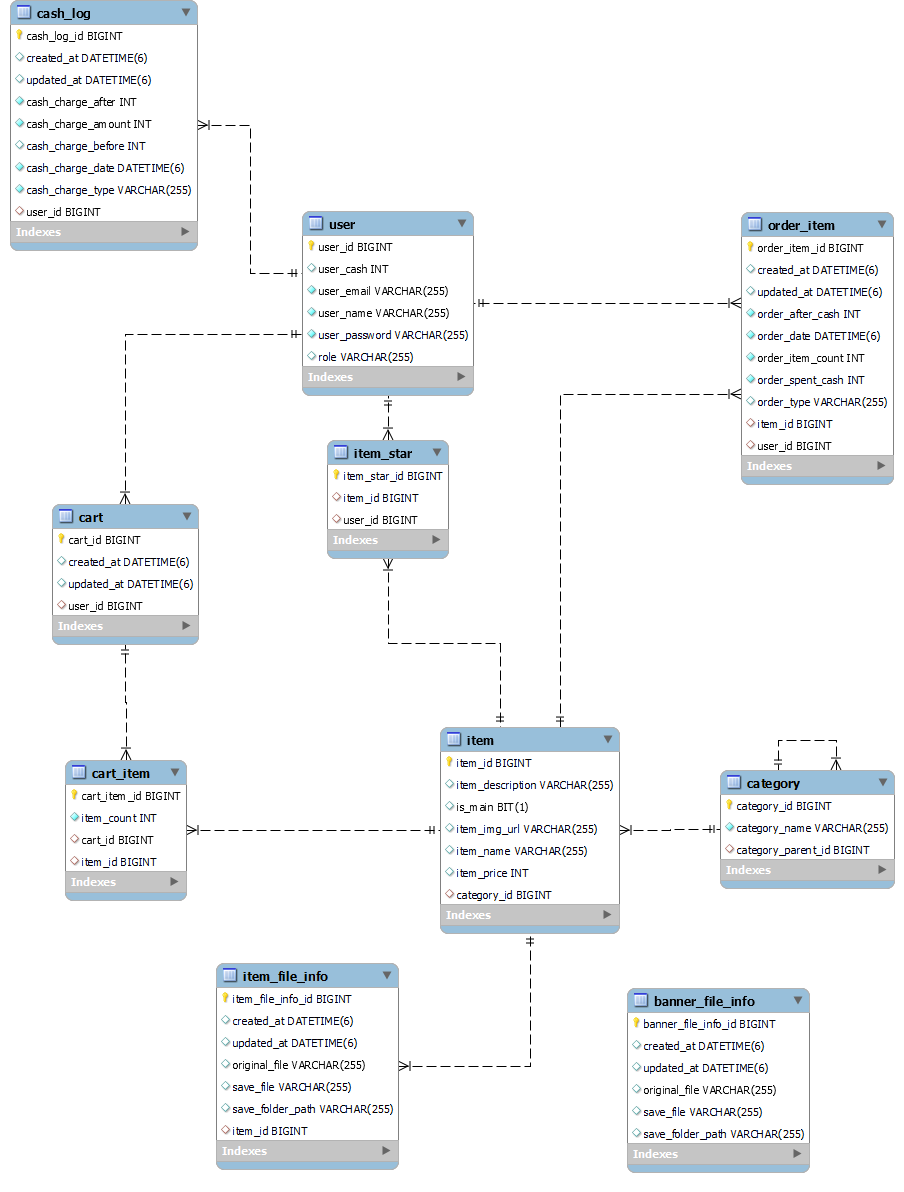 cash_log
cash_log_id BIGINT
created_at DATETIME(6)
updated_at DATETIME(6)
cash_charge_after INT
cash_charge_amount INT
cash_charge_before INT
cash_charge_date DATETIME(6)
cash_charge_type VARCHAR(255)
user_id BIGINT
Indexes
user
user_id BIGINT
user_cash INT
user_email VARCHAR(255)
user_name VARCHAR(255)
user_password VARCHAR(255)
role VARCHAR(255)
Indexes
order_item
order_item_id BIGINT
created_at DATETIME(6)
updated_at DATETIME(6)
order_after_cash INT
order_date DATETIME(6)
order_item_count INT
order_spent_cash INT
order_type VARCHAR(255)
item_id BIGINT
user_id BIGINT
Indexes
item_star
item_star_id BIGINT
item_id BIGINT
user_id BIGINT
Indexes
cart
cart_id BIGINT
created_at DATETIME(6)
updated_at DATETIME(6)
user_id BIGINT
Indexes
cart_item
cart_item_id BIGINT
item_count INT
cart_id BIGINT
item_id BIGINT
Indexes
item
item_id BIGINT
item_description VARCHAR(255)
is_main BIT(1)
item_img_url VARCHAR(255)
item_name VARCHAR(255)
item_price INT
category_id BIGINT
Indexes
category
category_id BIGINT
category_name VARCHAR(255)
category_parent_id BIGINT
Indexes
item_file_info
item_file_info_id BIGINT
created_at DATETIME(6)
updated_at DATETIME(6)
original_file VARCHAR(255)
save_file VARCHAR(255)
save_folder_path VARCHAR(255)
item_id BIGINT
Indexes
banner_file_info
banner_file_info_id BIGINT
created_at DATETIME(6)
updated_at DATETIME(6)
original_file VARCHAR(255)
save_file VARCHAR(255)
save_folder_path VARCHAR(255)
Indexes